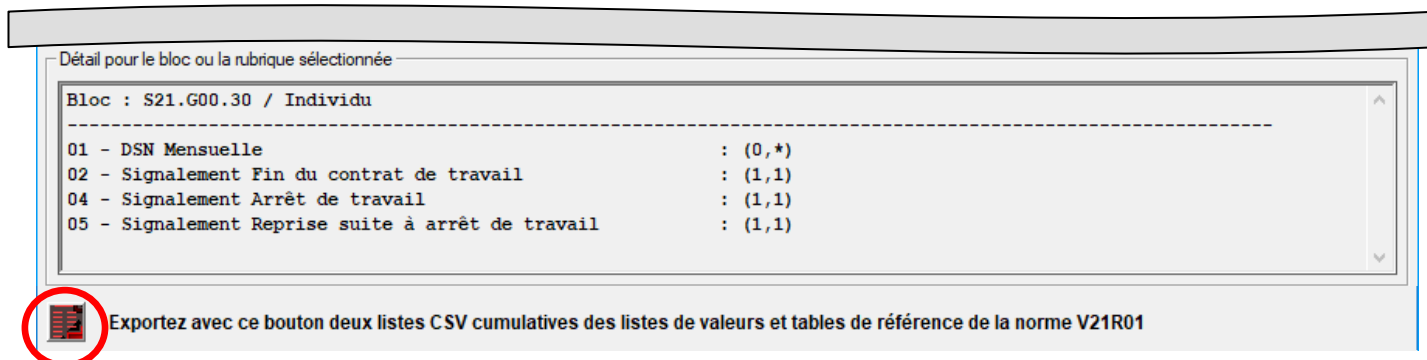 Détail pour le bloc ou la rubrique sélectionnée
Bloc : S21.G00.30 / Individu
--------------------------------------------------------------------------------------------------------------
01 - DSN Mensuelle : (0,*)
02 - Signalement Fin du contrat de travail : (1,1)
04 - Signalement Arrêt de travail : (1,1)
05 - Signalement Reprise suite à arrêt de travail : (1,1)
Exportez avec ce bouton deux listes CSV cumulatives des listes de valeurs et tables de référence de la norme V21R01